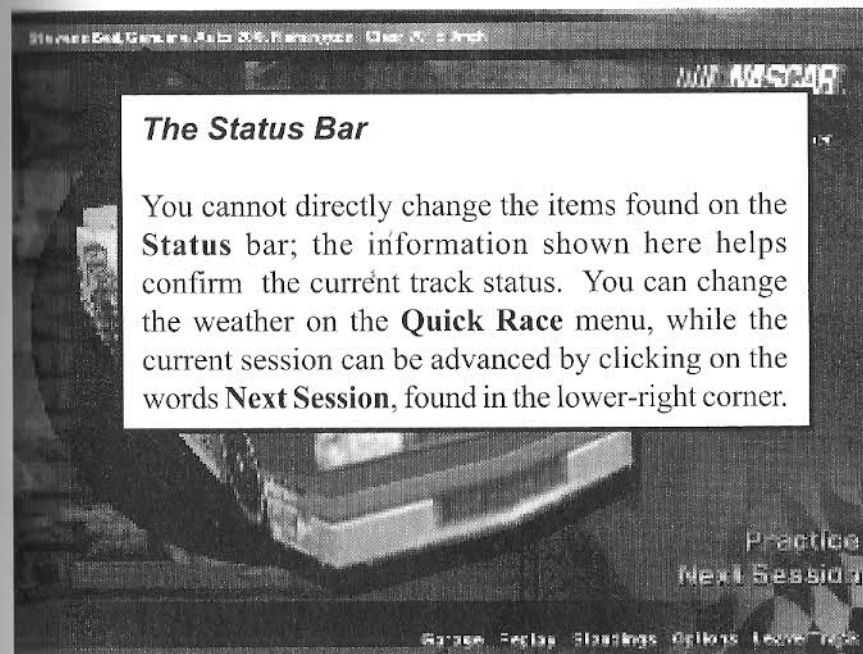 NASCAR
The Status Bar
You cannot directly change the items found on the
Status bar; the information shown here helps
confirm the current track status. You can change
the weather on the Quick Race menu, while the
current session can be advanced by clicking on the
words Next Session, found in the lower-right corner.
Practice
Next Sessio
Garage Replay Standings Options Leave